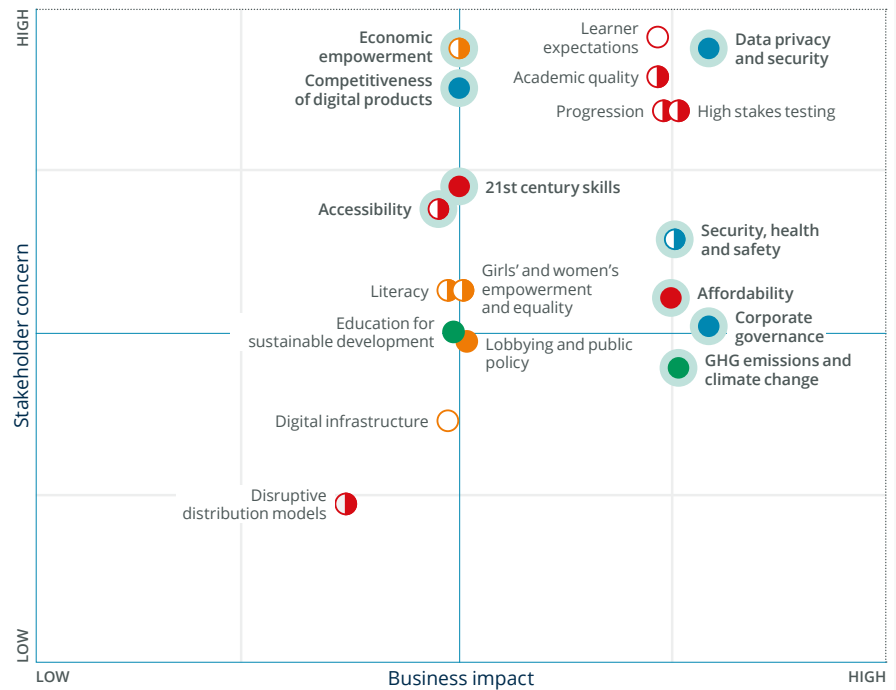 HIGH
Economic
empowerment
Learner
expectations
Data privacy
and security
Competitiveness
of digital products
Academic quality
Progression
High stakes testing
21st century skills
Accessibility
Security, health
and safety
Stakeholder concern
Literacy
Girls’ and women’s
empowerment
and equality
Affordability
Education for
sustainable development
Corporate
governance
Lobbying and public
policy
GHG emissions and
climate change
Digital infrastructure
Disruptive
distribution models
LOW
LOW
Business impact
HIGH